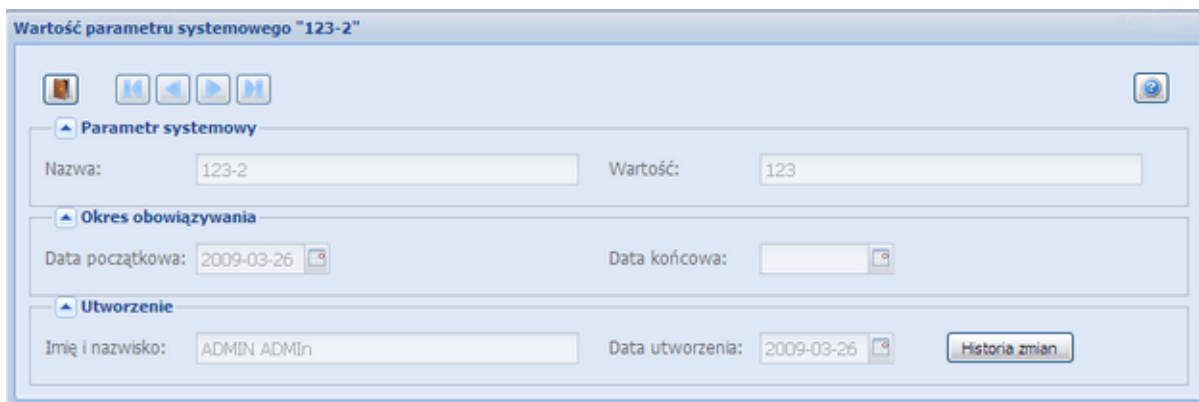 Wartość parametru systemowego "123-2"
Parametr systemowy
Nazwa: 123-2 Wartość: 123
Okres obowiązywania
Data początkowa: 2009-03-26 Data końcowa:
Utworzenie
Imię i nazwisko: ADMIN ADMIn Data utworzenia: 2009-03-26 Historia zmian